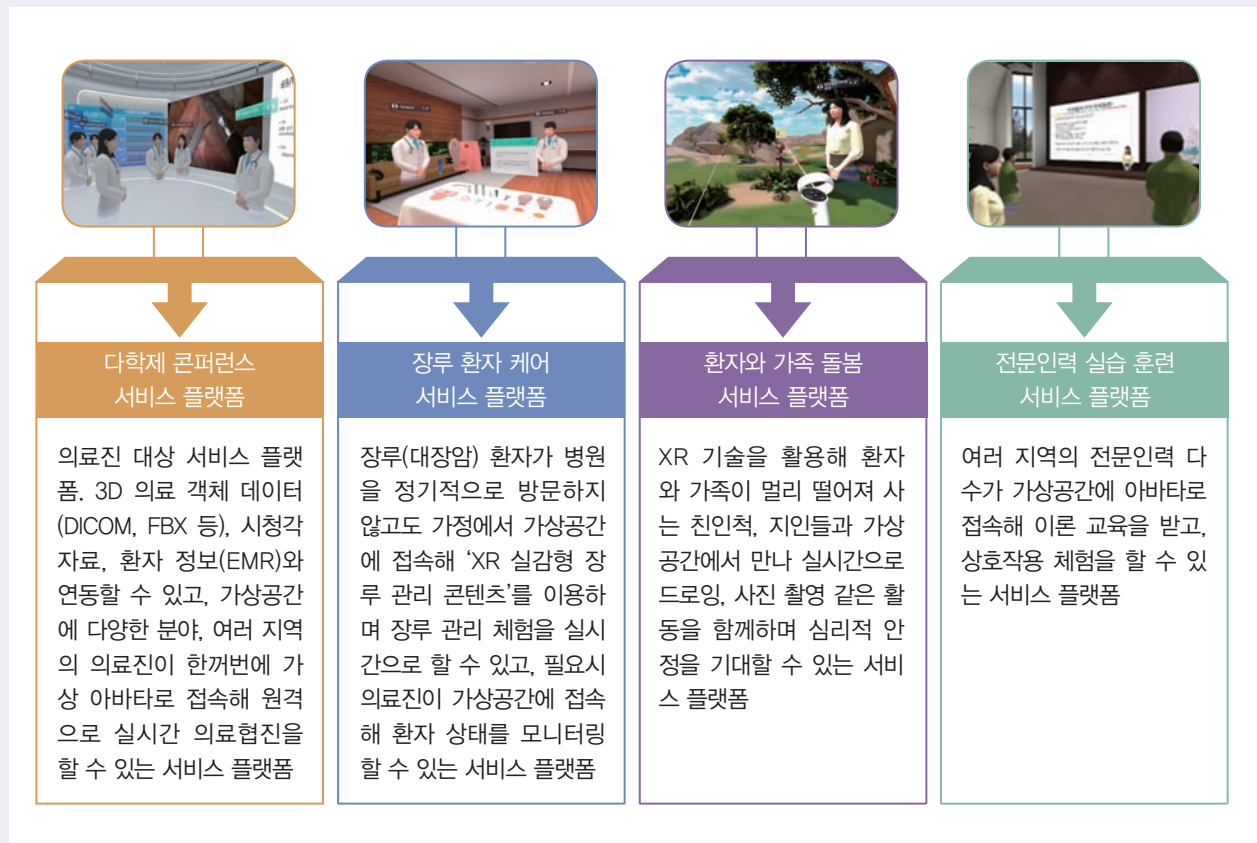 다학제 콘퍼런스
서비스 플랫폼
의료진 대상 서비스 플랫
폼. 3D 의료 객체 데이터
(DICOM, FBX 등), 시청각
자료, 환자 정보(EMR)와
연동할 수 있고, 가상공간
에 다양한 분야, 여러 지역
의 의료진이 한꺼번에 가
상 아바타로 접속해 원격
으로 실시간 의료협진을
할 수 있는 서비스 플랫폼
장루 환자 케어
서비스 플랫폼
장루(대장암) 환자가 병원
을 정기적으로 방문하지
않고도 가정에서 가상공간
에 접속해 ‘XR 실감형 장
루 관리 콘텐츠’를 이용하
며 장루 관리 체험을 실시
간으로 할 수 있고, 필요시
의료진이 가상공간에 접속
해 환자 상태를 모니터링
할 수 있는 서비스 플랫폼
환자와 가족 돌봄
서비스 플랫폼
XR 기술을 활용해 환자
와 가족이 멀리 떨어져 사
는 친인척, 지인들과 가상
공간에서 만나 실시간으로
드로잉, 사진 촬영 같은 활
동을 함께하며 심리적 안
정을 기대할 수 있는 서비
스 플랫폼
전문인력 실습 훈련
서비스 플랫폼
여러 지역의 전문인력 다
수가 가상공간에 아바타로
접속해 이론 교육을 받고,
상호작용 체험을 할 수 있
는 서비스 플랫폼